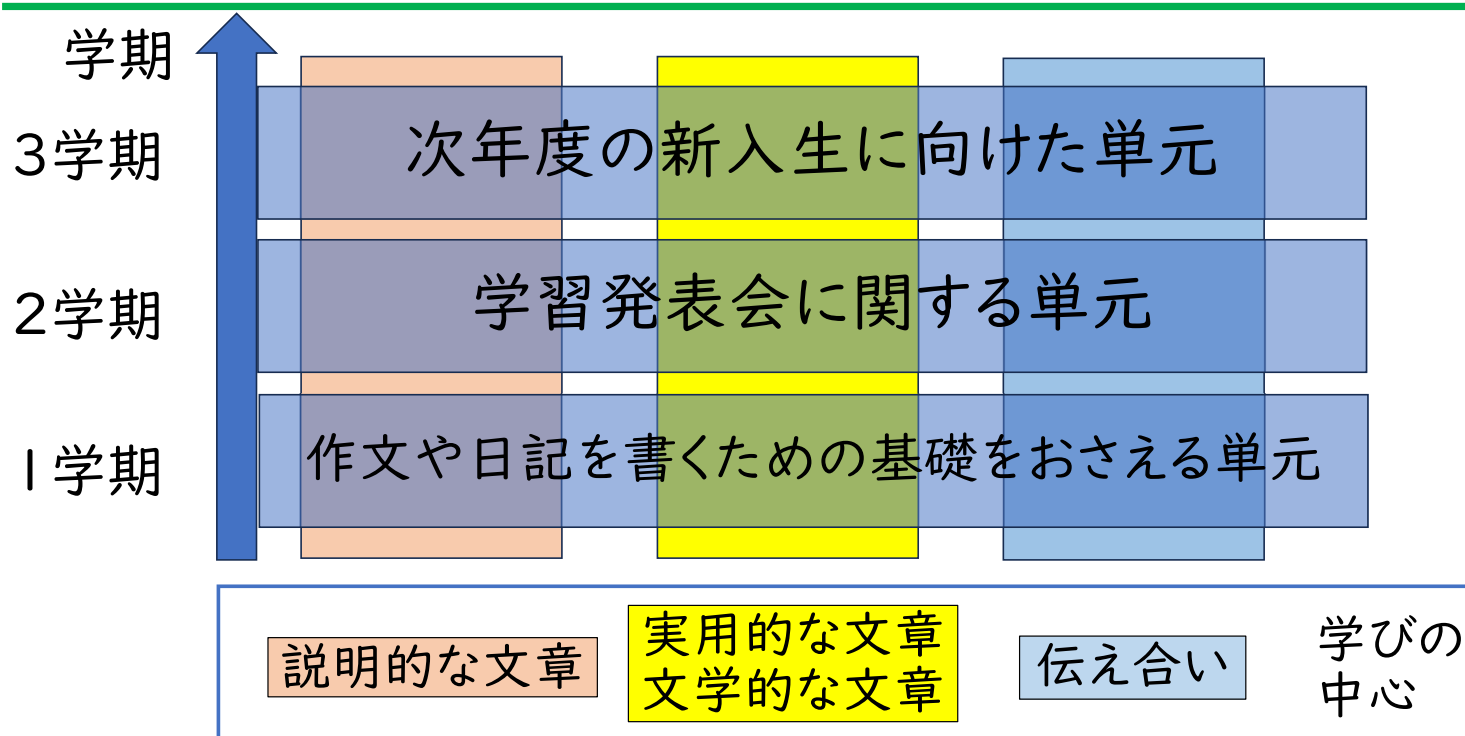 学期
3学期
次年度の新入生に向けた単元
2学期
学習発表会に関する単元
1学期
作文や日記を書くための基礎をおさえる単元
説明的な文章
実用的な文章
文学的な文章
伝え合い
学びの
中心